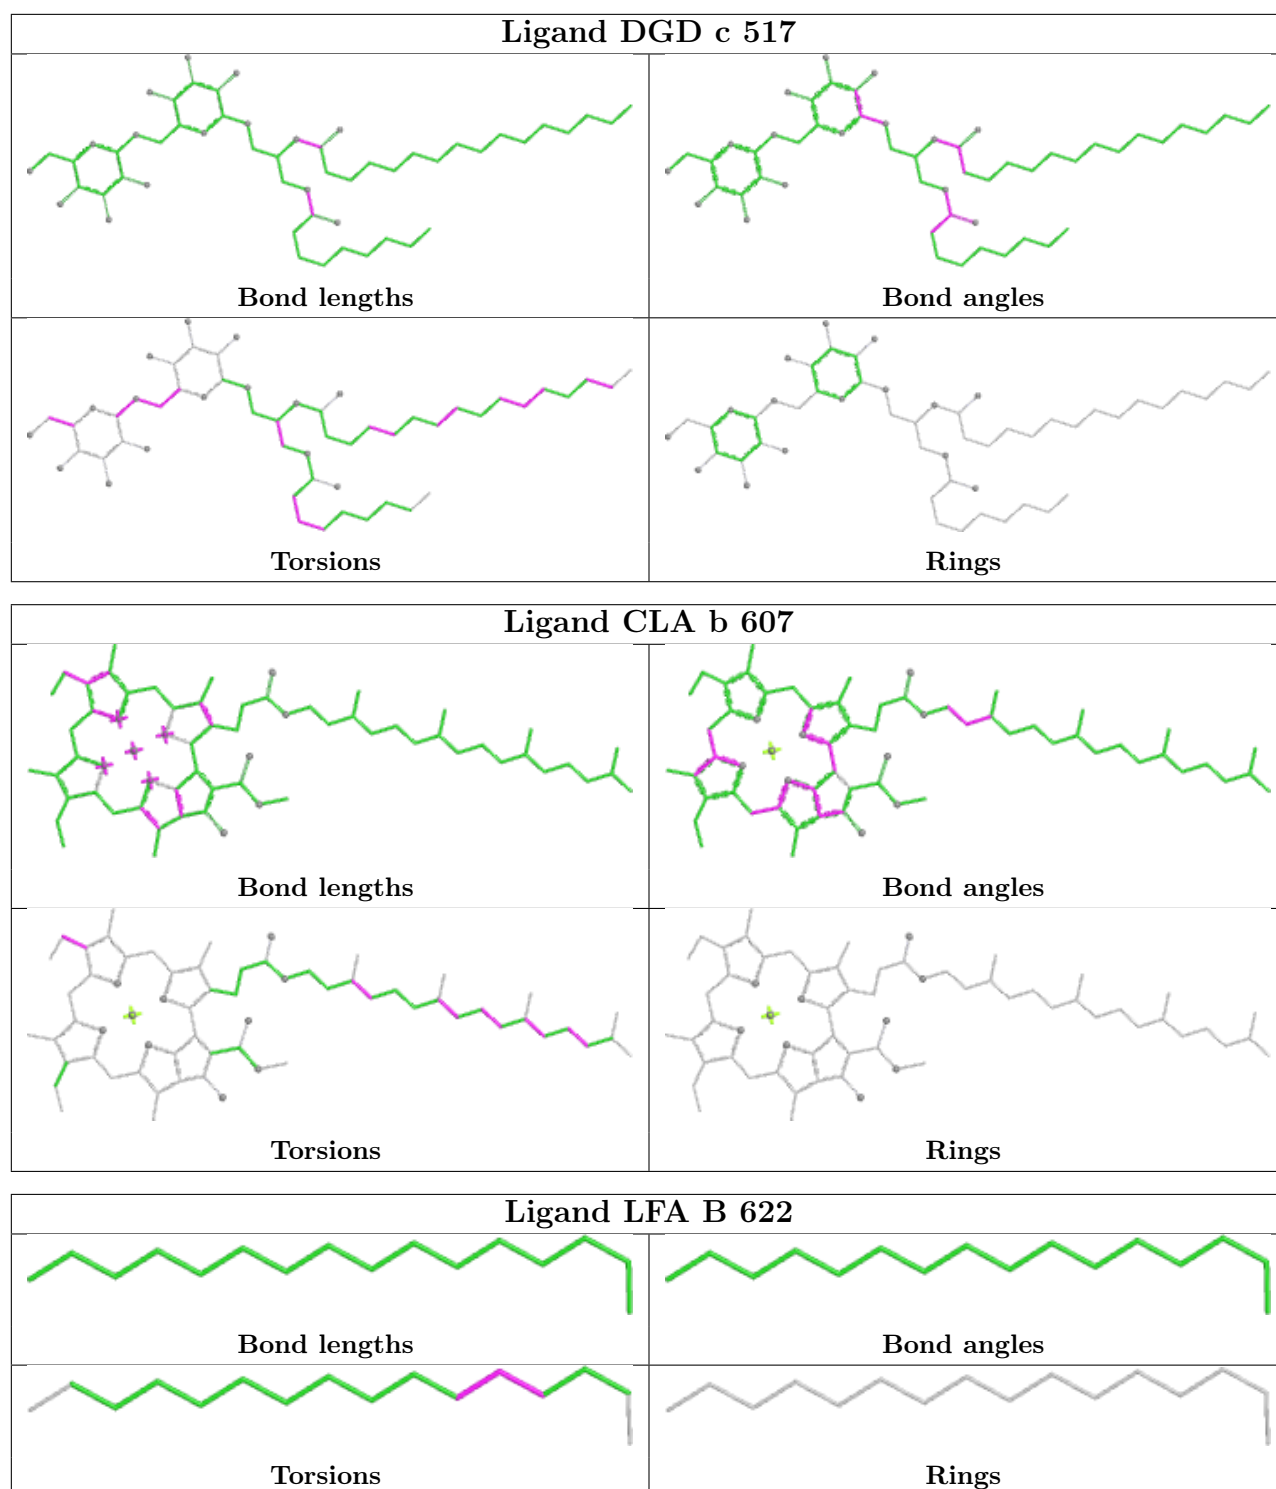 Ligand DGD c 517
Bond lengths
Bond angles
Torsions
Rings
Ligand CLA b 607
Bond lengths
Bond angles
Torsions
Rings
Ligand LFA B 622
Bond lengths
Bond angles
Torsions
Rings